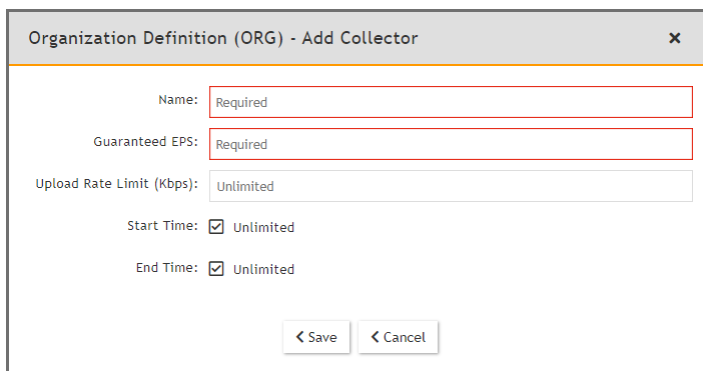 Organization Definition (ORG) - Add Collector
Name: Required
Guaranteed EPS: Required
Upload Rate Limit (Kbps): Unlimited
Start Time: Unlimited
End Time: Unlimited
Save Cancel